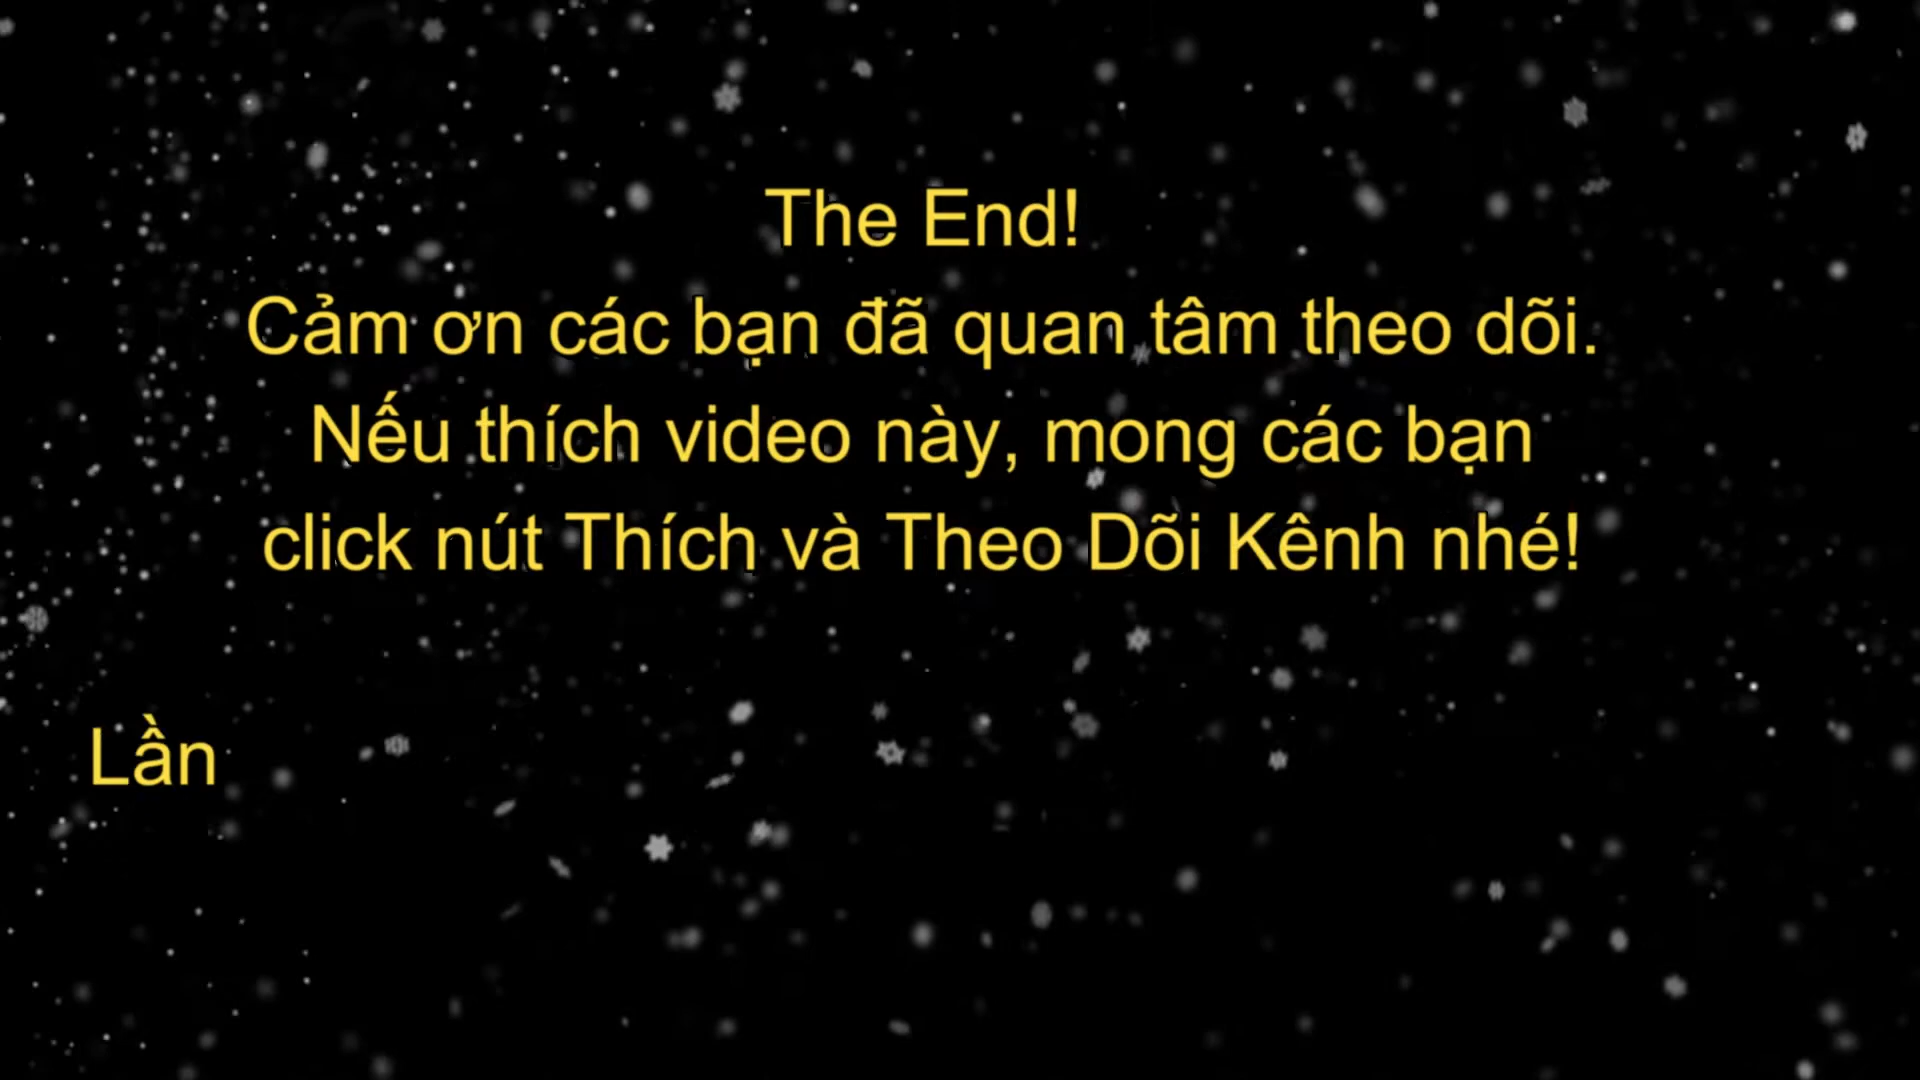 The End!
Cảm ơn các bạn đã quan tâm theo dõi.
Nếu thích video này, mong các bạn
click nút Thích và Theo Dõi Kênh nhé!
Lần